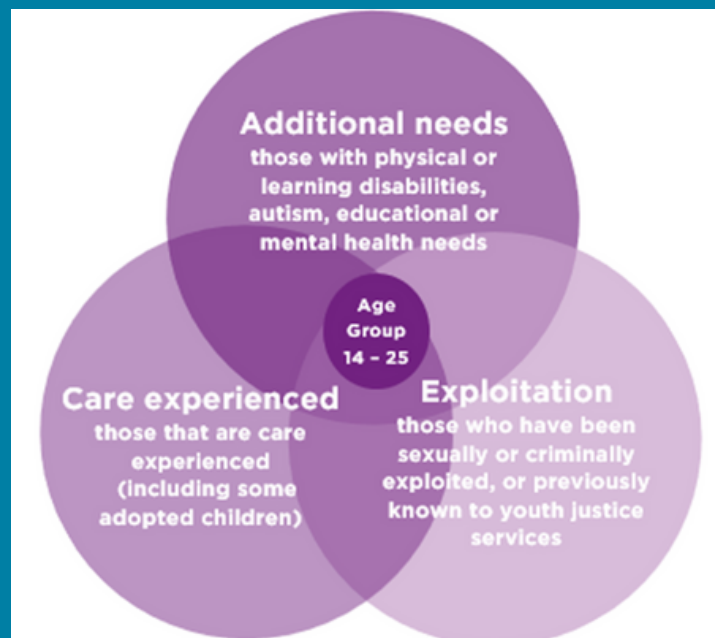 Additional needs
those with physical or
learning disabilities,
autism, educational or
mental health needs
Age
Group
14 – 25
Care experienced
those that are care
experienced
(including some
adopted children)
Exploitation
those who have been
sexually or criminally
exploited, or previously
known to youth justice
services